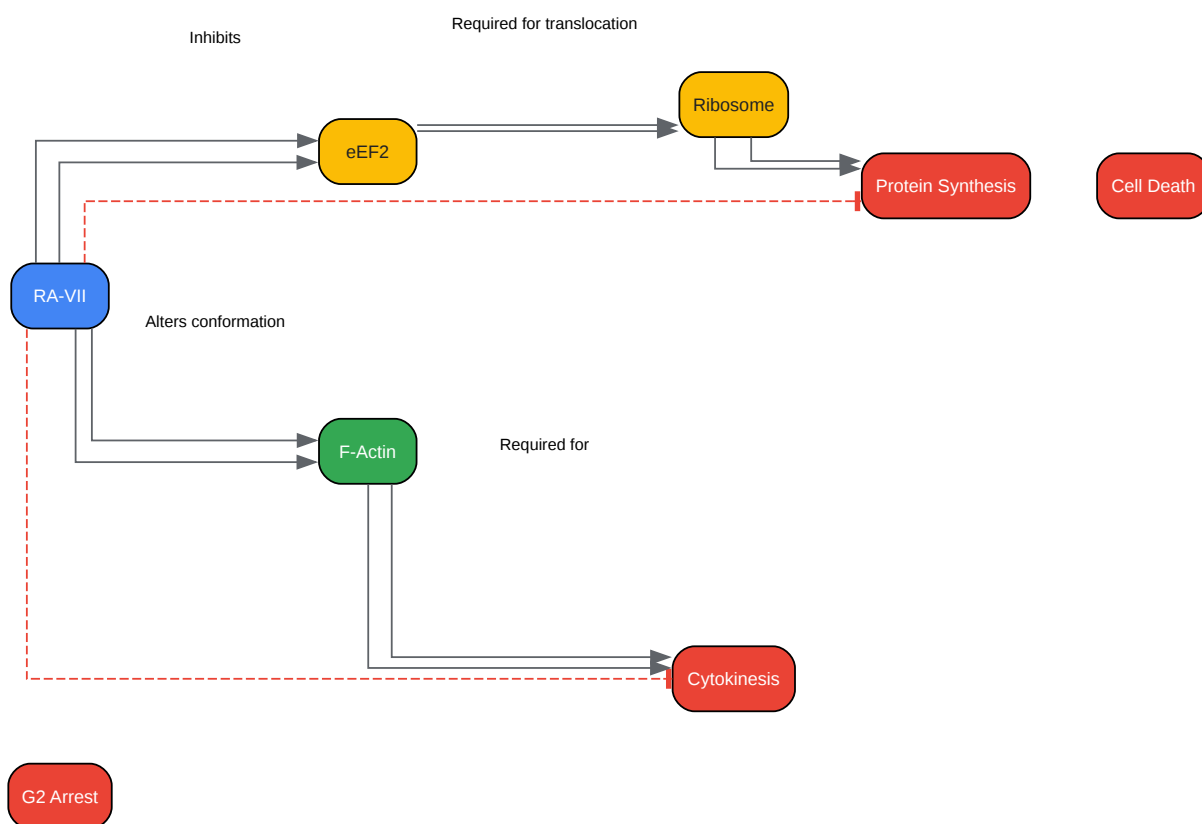 Required for translocation
Inhibits
Ribosome
eEF2
Protein Synthesis
Cell Death
RA-VII
Alters conformation
Required for
F-Actin
Cytokinesis
G2 Arrest